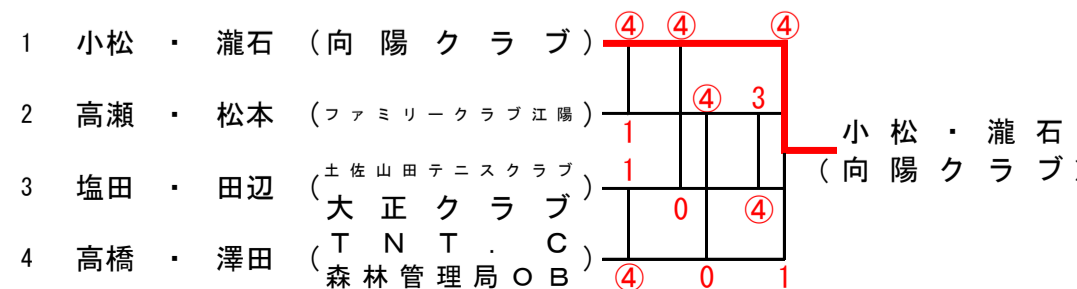 ④ ④ ④
1 小松 ・ 瀧石 (向陽クラブ)
④ 3
2 高瀬 ・ 松本 (ファミリークラブ江陽)
1
小松・瀧石
(向陽クラブ)
1
3 塩田 ・ 田辺 (土佐山田テニスクラブ
大正クラブ)
0 ④
4 高橋 ・ 澤田 (TNT.C
森林管理局OB)
④ 0 1